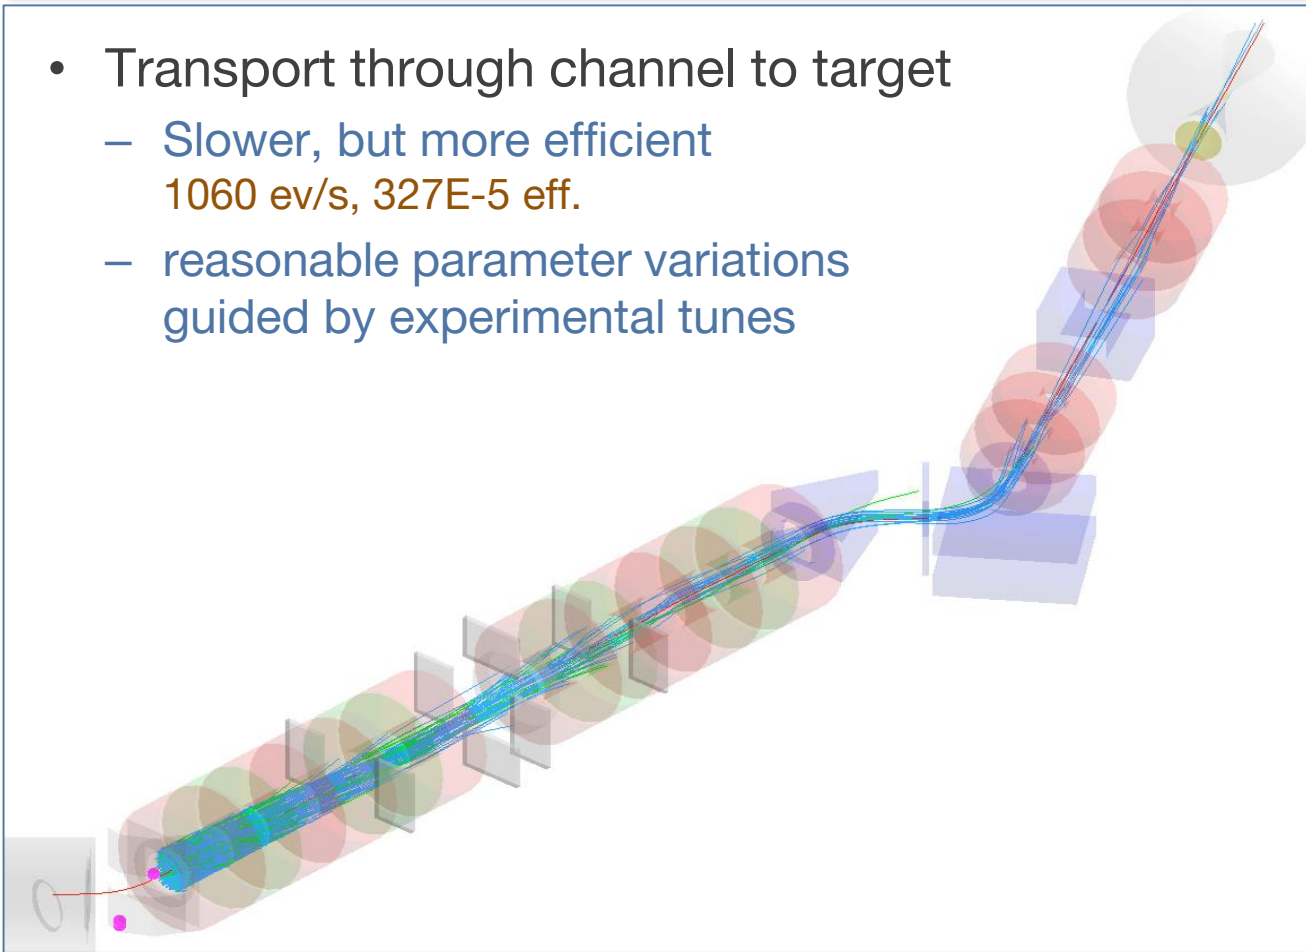 • Transport through channel to target
– Slower, but more efficient
1060 ev/s, 327E-5 eff.
– reasonable parameter variations
guided by experimental tunes